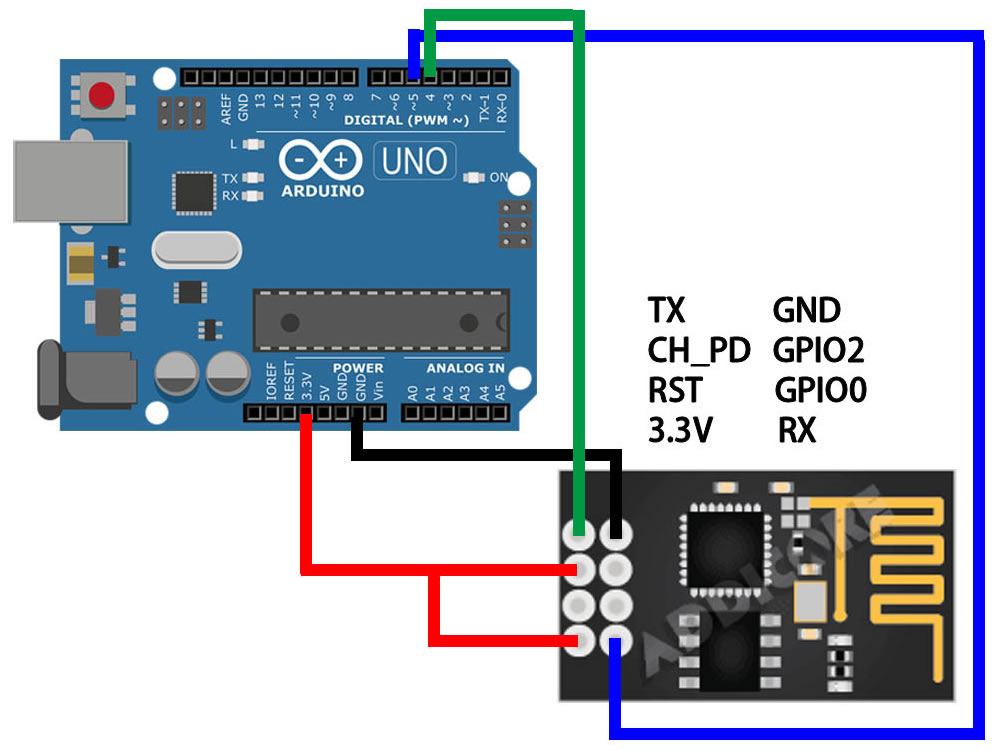 AREF
GND
13
12
~11
~10
~9
8
7
~6
~5
4
~3
2
TX-1
RX-0
DIGITAL (PWM ~)
L
TX
RX
UNO
ARDUINO
ON
POWER
ANALOG IN
IOREF
RESET
3.3V
5V
GND
GND
Vin
A0
A1
A2
A3
A4
A5
TX GND
CH_PD GPIO2
RST GPIO0
3.3V RX
ADDICORE